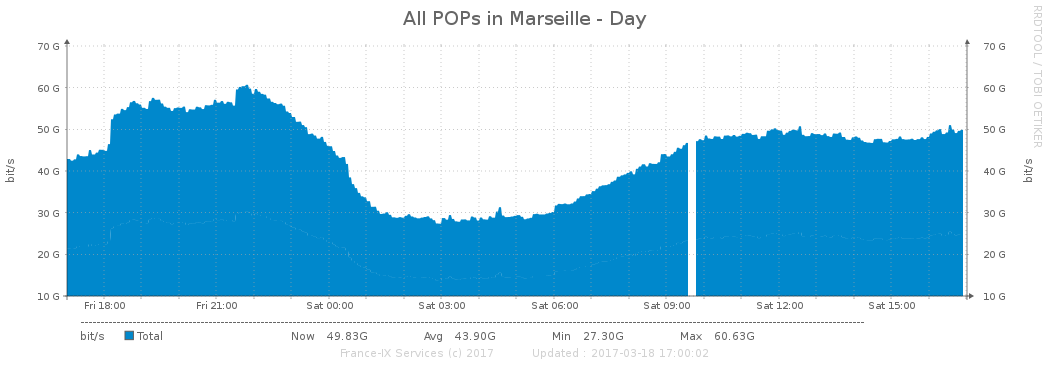 All POPs in Marseille - Day
RRDTOOL / TOBI OETIKER
70 G 70 G
60 G 60 G
50 G 50 G
40 G 40 G
30 G 30 G
20 G 20 G
10 G 10 G
bit/s bit/s
Fri 18:00 Fri 21:00 Sat 00:00 Sat 03:00 Sat 06:00 Sat 09:00 Sat 12:00 Sat 15:00
bit/s Total Now 49.83G Avg 43.90G Min 27.30G Max 60.63G
France-IX Services (c) 2017 Updated : 2017-03-18 17:00:02